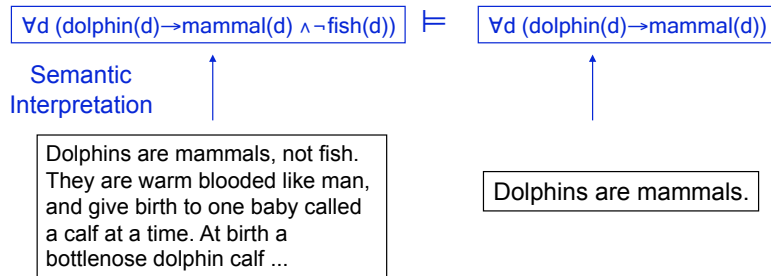 ∀d (dolphin(d)→mammal(d) ∧¬fish(d)) ⊨ ∀d (dolphin(d)→mammal(d))
Semantic
Interpretation
Dolphins are mammals, not fish.
They are warm blooded like man,
and give birth to one baby called
a calf at a time. At birth a
bottlenose dolphin calf ...
Dolphins are mammals.